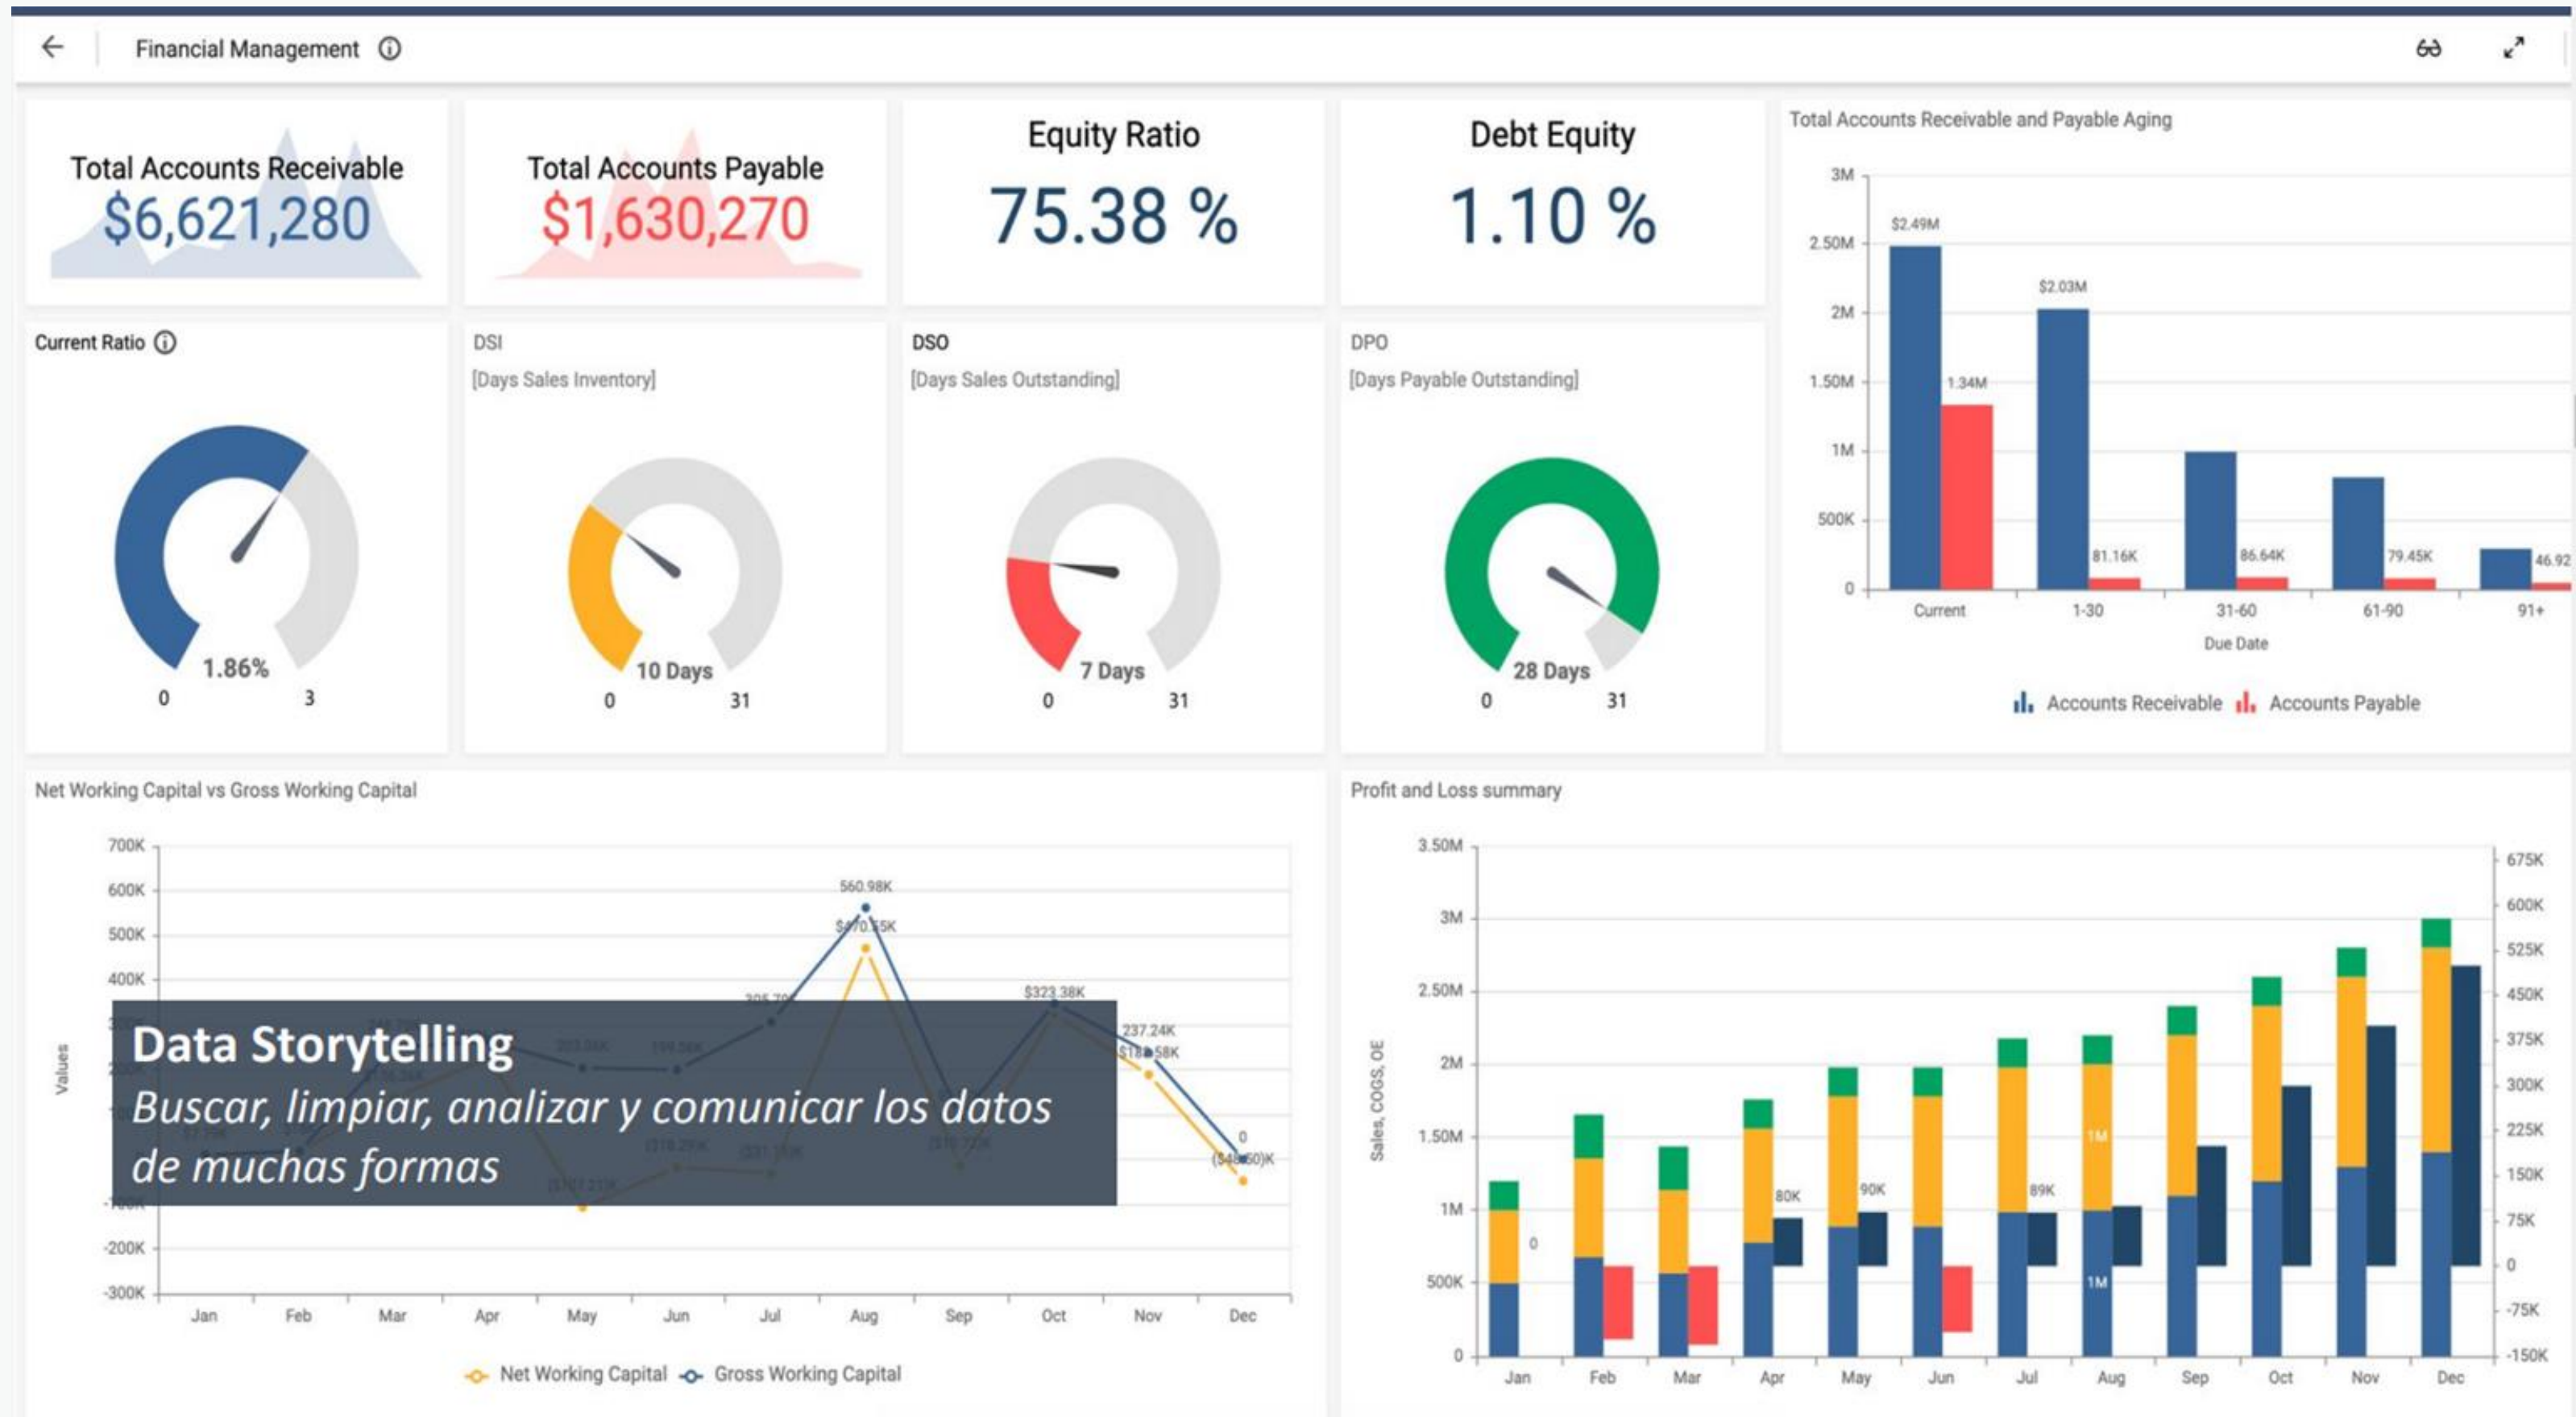 Financial Management
Total Accounts Receivable
$6,621,280
Total Accounts Payable
$1,630,270
Equity Ratio
75.38 %
Debt Equity
1.10 %
Total Accounts Receivable and Payable Aging
3M
2.50M
2M
1.50M
1M
500K
0
$2.49M
1.34M
$2.03M
81.16K
86.64K
79.45K
46.92
Current
1-30
31-60
61-90
91+
Due Date
Accounts Receivable
Accounts Payable
Current Ratio
1.86%
0
3
DSI
[Days Sales Inventory]
10 Days
0
31
DSO
[Days Sales Outstanding]
7 Days
0
31
DPO
[Days Payable Outstanding]
28 Days
0
31
Net Working Capital vs Gross Working Capital
Values
700K
600K
500K
400K
-200K
-300K
560.98K
$470.55K
$323.38K
237.24K
0
Data Storytelling
Buscar, limpiar, analizar y comunicar los datos
de muchas formas
Jan
Feb
Mar
Apr
May
Jun
Jul
Aug
Sep
Oct
Nov
Dec
Net Working Capital
Gross Working Capital
Profit and Loss summary
Sales, COGS, OE
3.50M
3M
2.50M
2M
1.50M
1M
500K
0
0
80K
90K
89K
1M
1M
675K
600K
525K
450K
375K
300K
225K
150K
75K
0
-75K
-150K
Jan
Feb
Mar
Apr
May
Jun
Jul
Aug
Sep
Oct
Nov
Dec